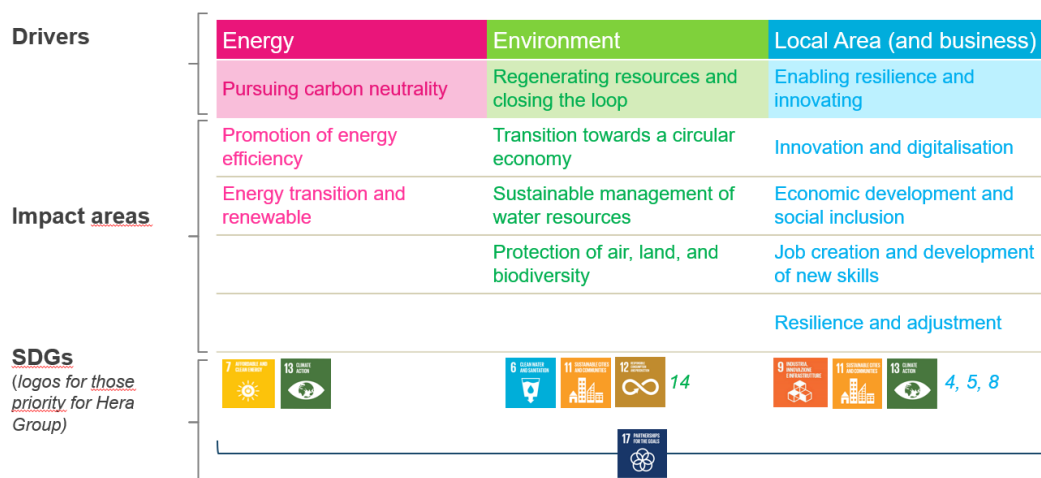 Drivers
Energy
Environment
Local Area (and business)
Pursuing carbon neutrality
Regenerating resources and
closing the loop
Enabling resilience and
innovating
Impact areas
Promotion of energy
efficiency
Transition towards a circular
economy
Innovation and digitalisation
Energy transition and
renewable
Sustainable management of
water resources
Economic development and
social inclusion
Protection of air, land, and
biodiversity
Job creation and development
of new skills
Resilience and adjustment
SDGs
(logos for those
priority for Hera
Group)
7 AFFORDABLE AND
CLEAN ENERGY
13 CLIMATE
ACTION
6 CLEAN WATER
AND SANITATION
11 SUSTAINABLE CITIES
AND COMMUNITIES
12
14
9
11 SUSTAINABLE CITIES
AND COMMUNITIES
13 CLIMATE
ACTION
4, 5, 8
17 PARTNERSHIPS
FOR THE GOALS